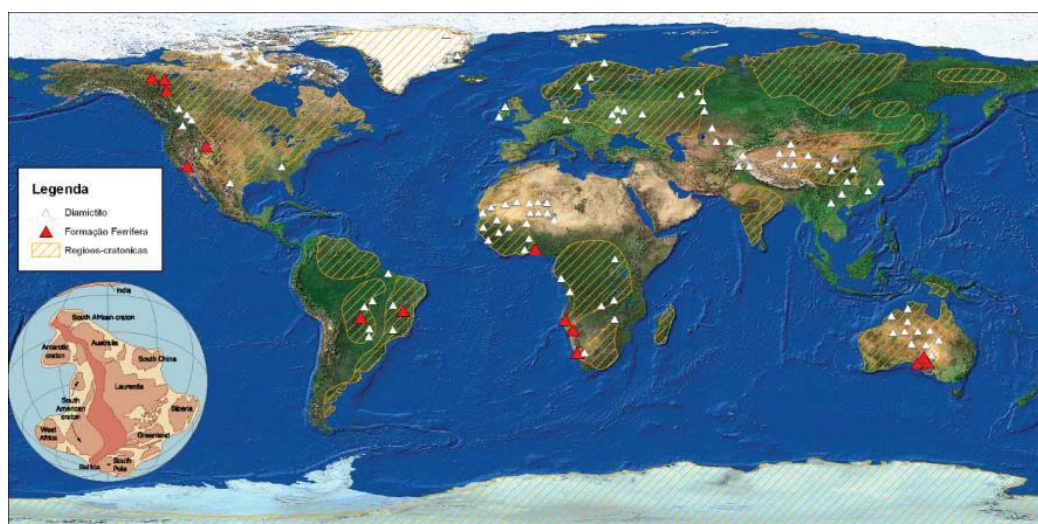 Legenda
Diamictito
Formação Ferrífera
Regiões-cratonicas
India
South African craton
Antarctic
craton
Australia
South China
Laurentia
South
American
craton
Siberia
West
Africa
Greenland
Baltica
South
Pole